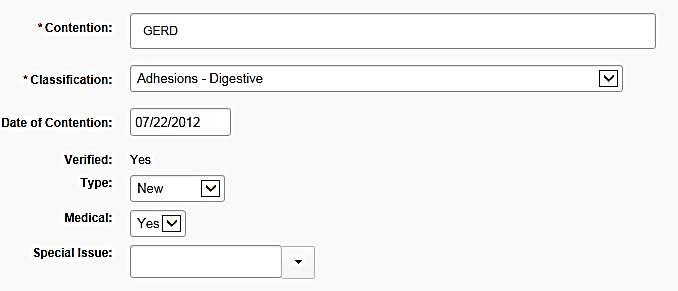 * Contention: GERD
* Classification: Adhesions - Digestive
Date of Contention: 07/22/2012
Verified: Yes
Type: New
Medical: Yes
Special Issue: